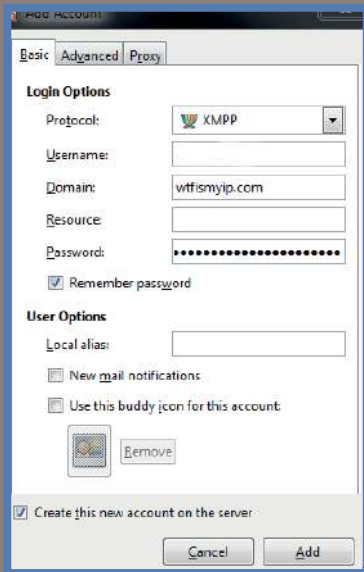 Add Account
Basic Advanced Proxy
Login Options
Protocol: XMPP
Username:
Domain: wtfismyip.com
Resource:
Password: ••••••••••••••••••••••
Remember password
User Options
Local alias:
New mail notifications
Use this buddy icon for this account:
Remove
Create this new account on the server
Cancel Add